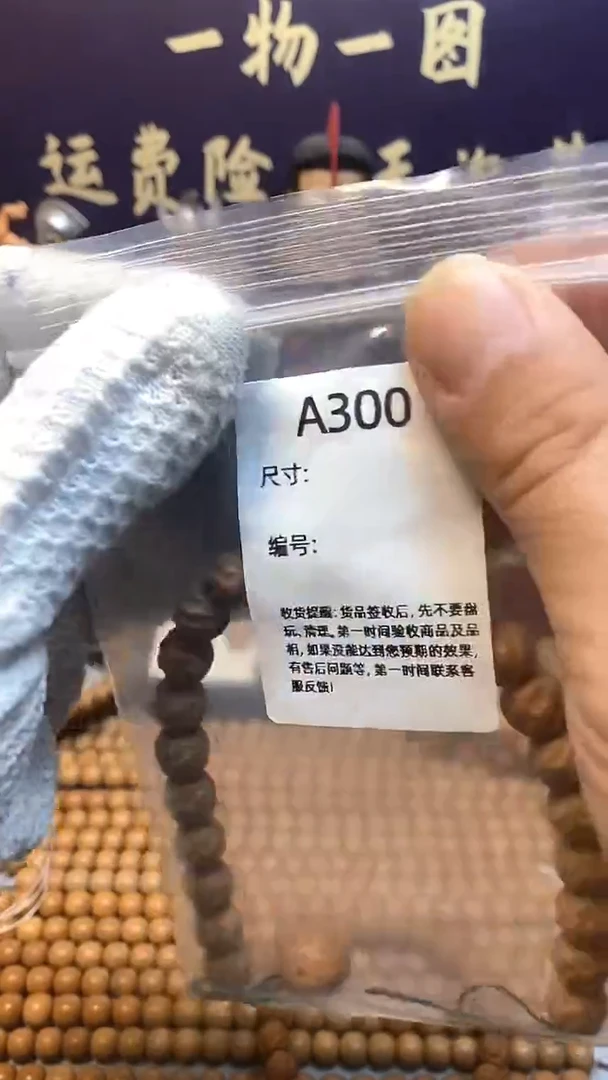 一物一图
运费险
A300
尺寸:
编号:
收货提醒: 货品签收后, 先不要盘
玩、清理。第一时间验收商品及品
相, 如果没能达到您预期的效果,
有售后问题等, 第一时间联系客
服反馈!